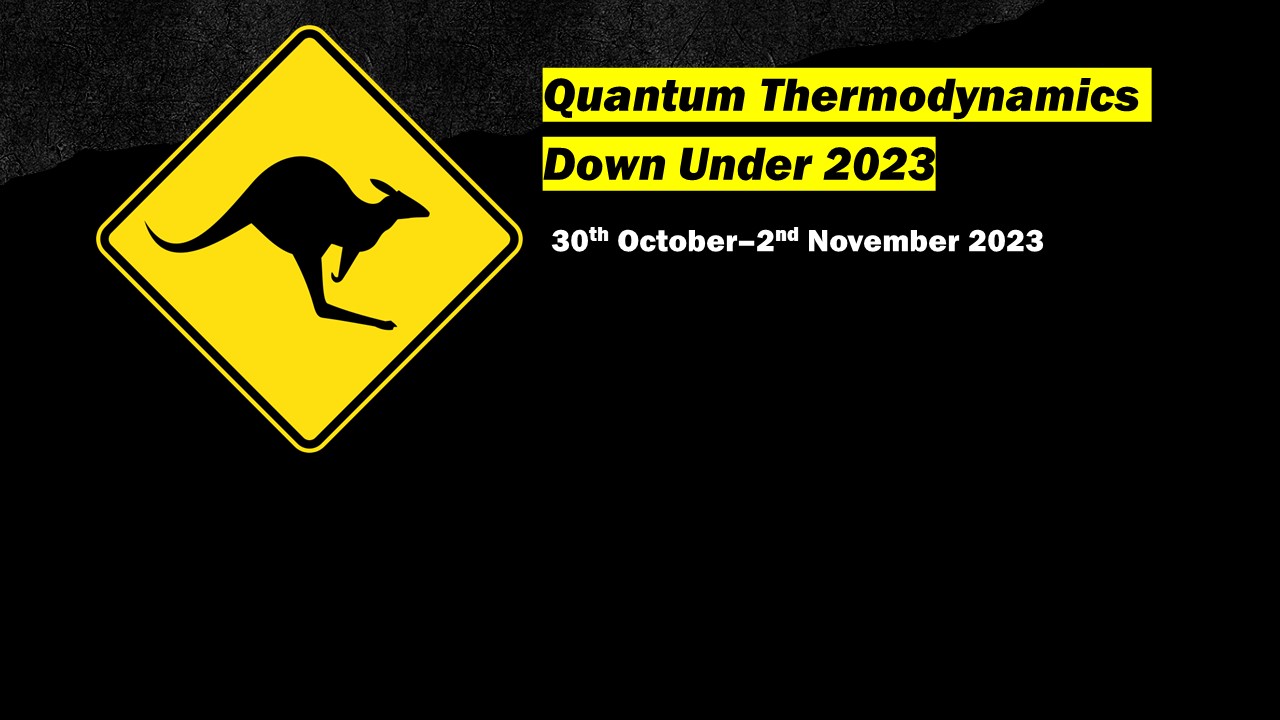 Quantum Thermodynamics
Down Under 2023
30th October–2nd November 2023